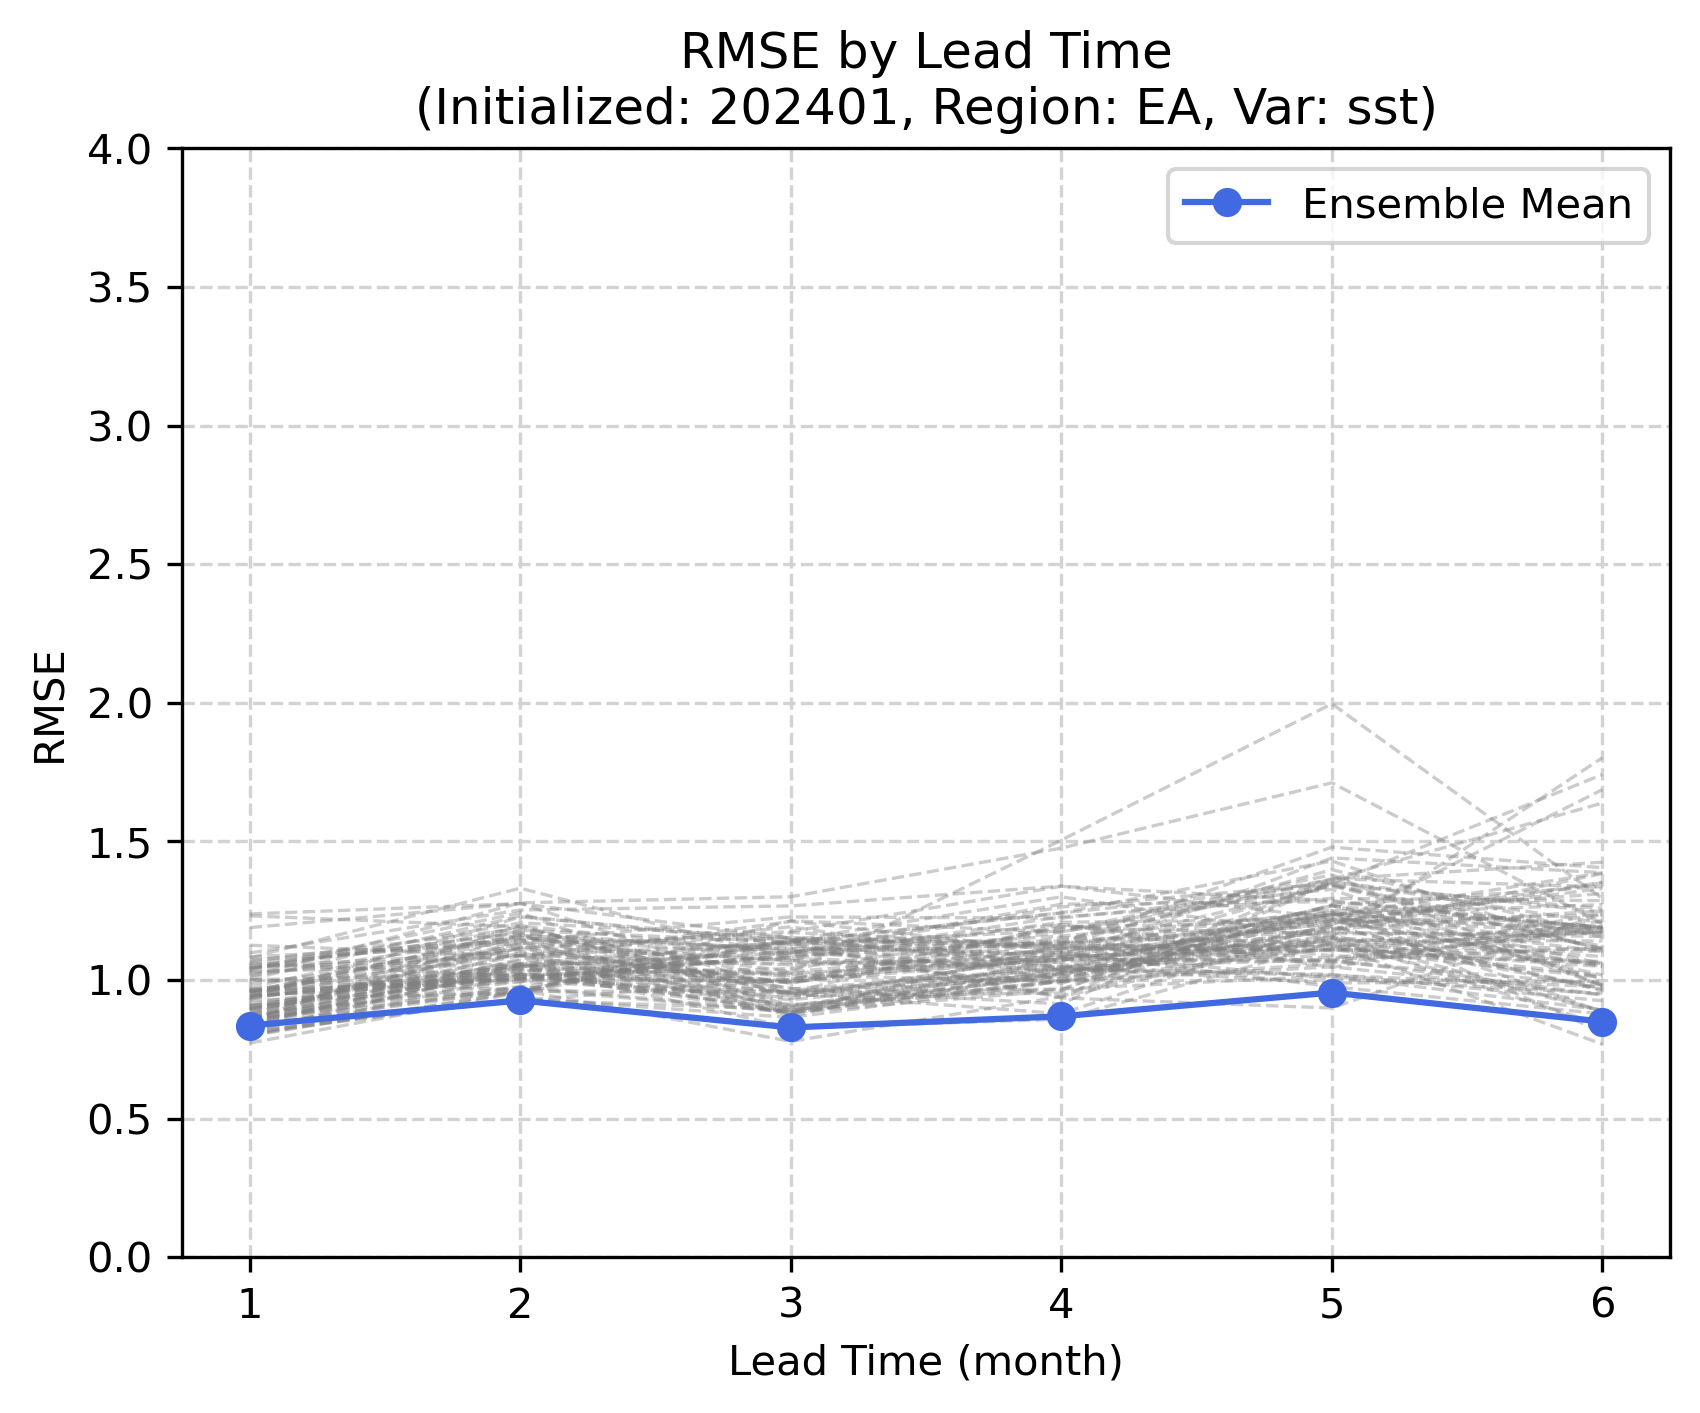 RMSE by Lead Time
(Initialized: 202401, Region: EA, Var: sst)
4.0
3.5
3.0
2.5
2.0
1.5
1.0
0.5
0.0
RMSE
Ensemble Mean
1 2 3 4 5 6
Lead Time (month)